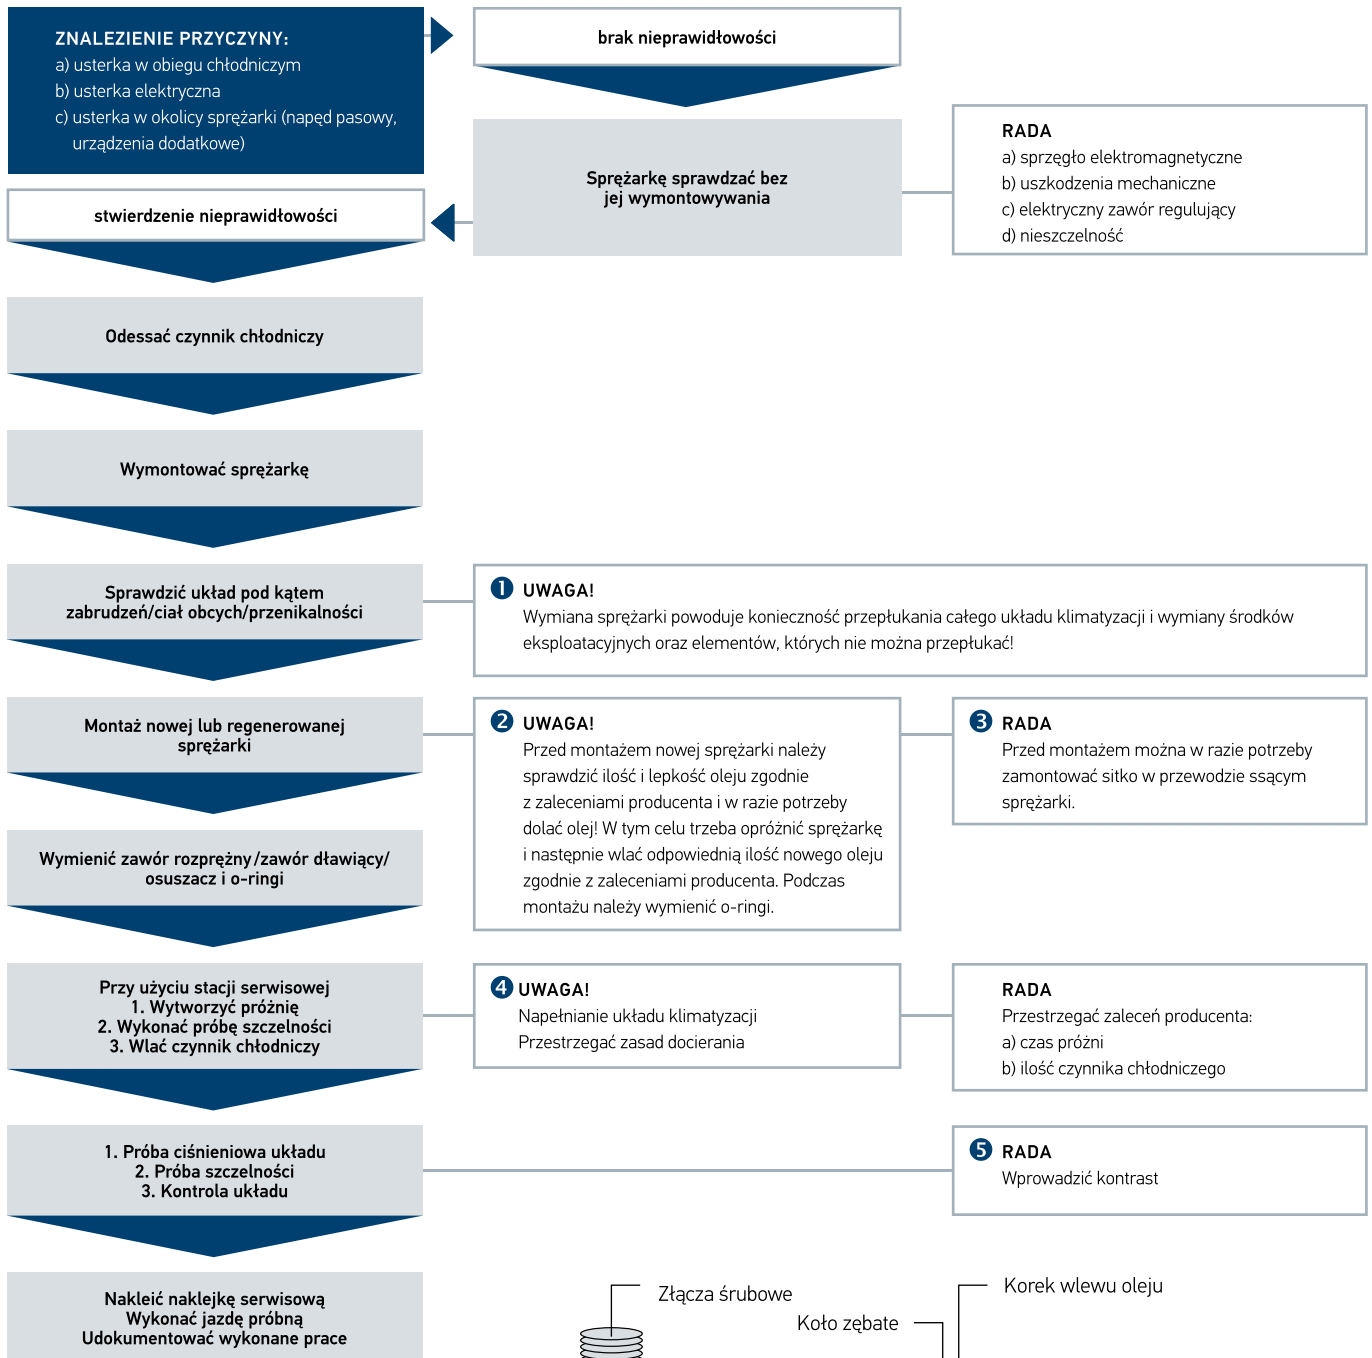 ZNALEZIENIE PRZYCZYNY:
a) usterka w obiegu chłodniczym
b) usterka elektryczna
c) usterka w okolicy sprężarki (napęd pasowy,
urządzenia dodatkowe)
brak nieprawidłowości
Sprężarkę sprawdzać bez
jej wymontowywania
RADA
a) sprzęgło elektromagnetyczne
b) uszkodzenia mechaniczne
c) elektryczny zawór regulujący
d) nieszczelność
stwierdzenie nieprawidłowości
Odessać czynnik chłodniczy
Wymontować sprężarkę
Sprawdzić układ pod kątem
zabrudzeń/ciał obcych/przenikalności
1 UWAGA!
Wymiana sprężarki powoduje konieczność przepłukania całego układu klimatyzacji i wymiany środków
eksploatacyjnych oraz elementów, których nie można przepłukać!
Montaż nowej lub regenerowanej
sprężarki
2 UWAGA!
Przed montażem nowej sprężarki należy
sprawdzić ilość i lepkość oleju zgodnie
z zaleceniami producenta i w razie potrzeby
dolać olej! W tym celu trzeba opróżnić sprężarkę
i następnie wlać odpowiednią ilość nowego oleju
zgodnie z zaleceniami producenta. Podczas
montażu należy wymienić o-ringi.
3 RADA
Przed montażem można w razie potrzeby
zamontować sitko w przewodzie ssącym
sprężarki.
Wymienić zawór rozprężny/zawór dławiący/
osuszacz i o-ringi
Przy użyciu stacji serwisowej
1. Wytworzyć próżnię
2. Wykonać próbę szczelności
3. Wlać czynnik chłodniczy
4 UWAGA!
Napełnianie układu klimatyzacji
Przestrzegać zasad docierania
RADA
Przestrzegać zaleceń producenta:
a) czas próżni
b) ilość czynnika chłodniczego
1. Próba ciśnieniowa układu
2. Próba szczelności
3. Kontrola układu
5 RADA
Wprowadzić kontrast
Nakleić naklejkę serwisową
Wykonać jazdę próbną
Udokumentować wykonane prace
Złącza śrubowe
Koło zębate
Korek wlewu oleju